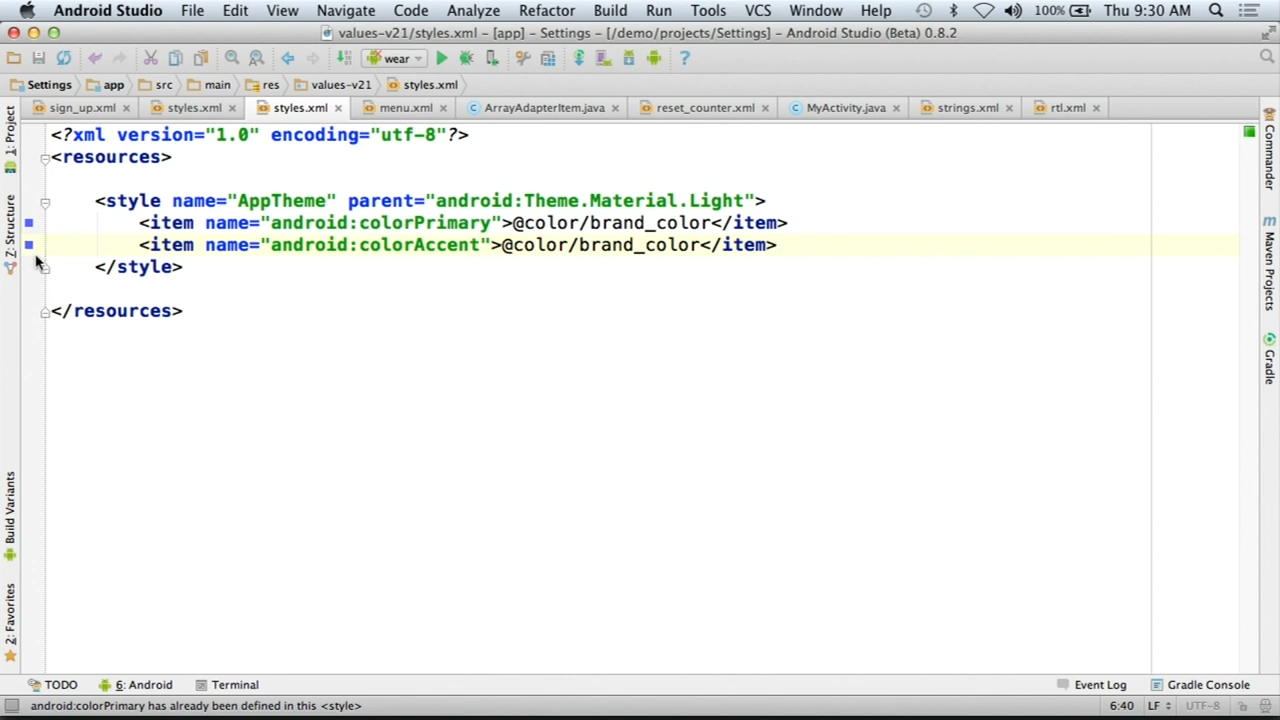 Android Studio File Edit View Navigate Code Analyze Refactor Build Run Tools VCS Window Help 100% Thu 9:30 AM
values-v21/styles.xml - [app] - Settings - [/demo/projects/Settings] - Android Studio (Beta) 0.8.2
wear ?
Settings app src main res values-v21 styles.xml
sign_up.xml styles.xml styles.xml menu.xml ArrayAdapterItem.java reset_counter.xml MyActivity.java strings.xml rtl.xml
1: Project
Z: Structure
Build Variants
2: Favorites
<?xml version="1.0" encoding="utf-8"?>
<resources>
<style name="AppTheme" parent="android:Theme.Material.Light">
<item name="android:colorPrimary">@color/brand_color</item>
<item name="android:colorAccent">@color/brand_color</item>
</style>
</resources>
Commander
Maven Projects
Gradle
TODO 6: Android Terminal Event Log Gradle Console
android:colorPrimary has already been defined in this <style> 6:40 LF UTF-8